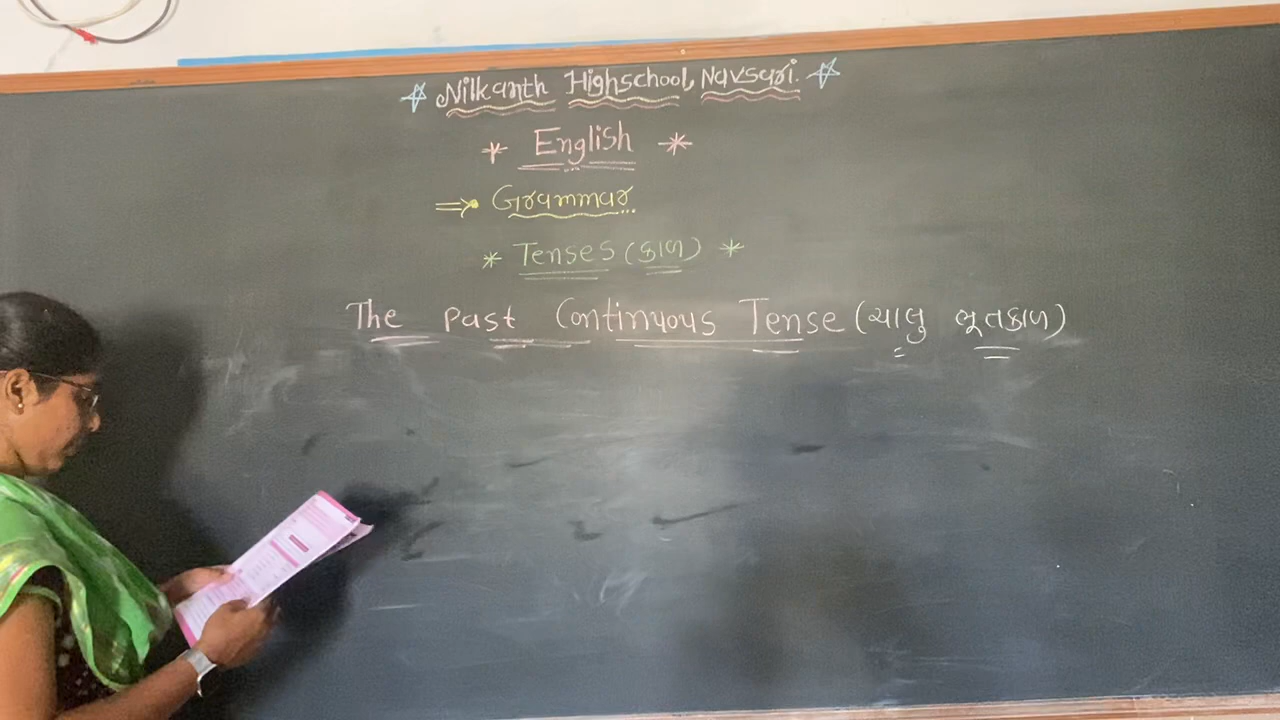 Nilkanth Highschool, Navsari.
* English *
⇒ Grammar
* Tenses (કાળ) *
The Past Continuous Tense (ચાલુ ભૂતકાળ)